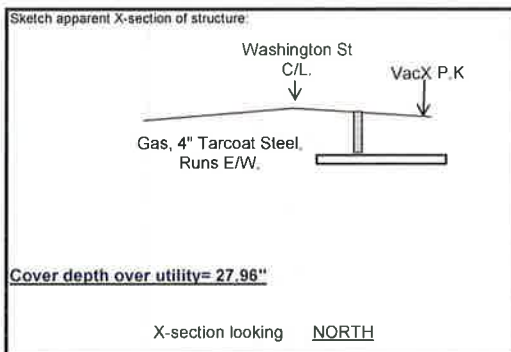 Sketch apparent X-section of structure:
Washington St
C/L.
VacX P.K
Gas, 4" Tarcoat Steel,
Runs E/W.
Cover depth over utility= 27.96"
X-section looking NORTH